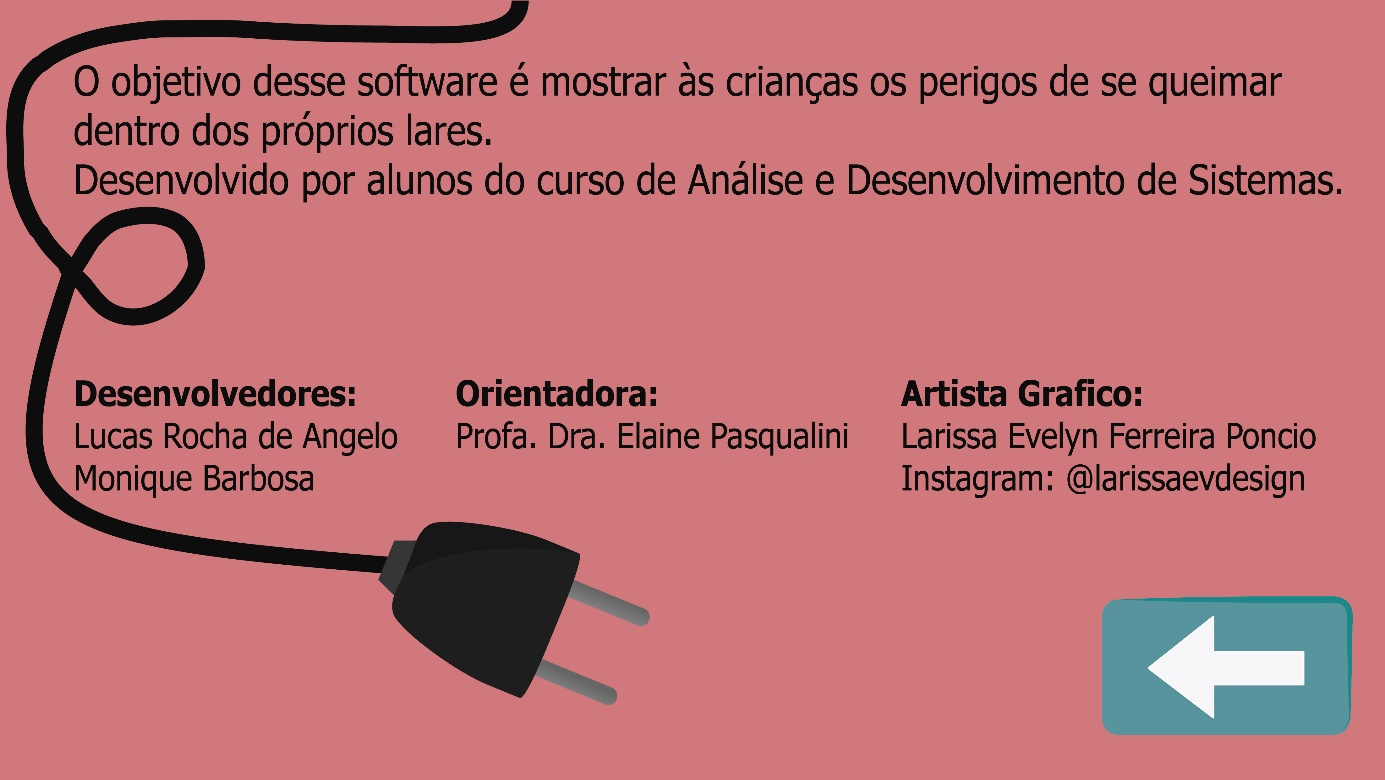 O objetivo desse software é mostrar às crianças os perigos de se queimar
dentro dos próprios lares.
Desenvolvido por alunos do curso de Análise e Desenvolvimento de Sistemas.
Desenvolvedores:
Lucas Rocha de Angelo
Monique Barbosa
Orientadora:
Profa. Dra. Elaine Pasqualini
Artista Grafico:
Larissa Evelyn Ferreira Poncio
Instagram: @larissaevdesign